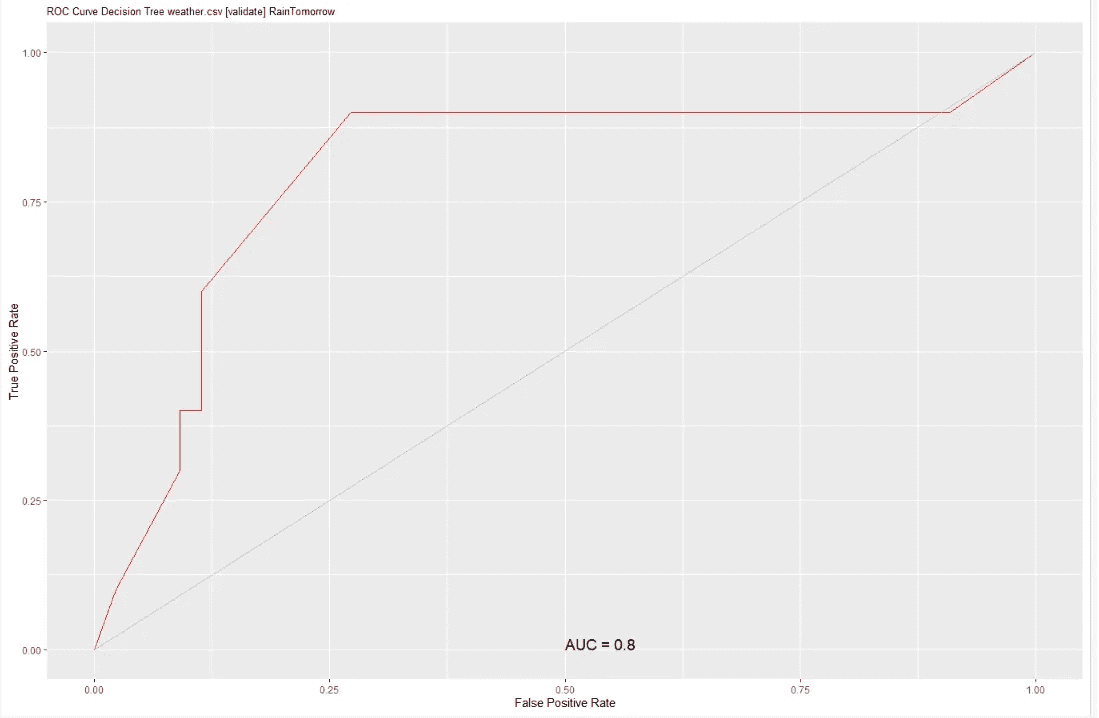 ROC Curve Decision Tree weather.csv [validate] RainTomorrow
1.00
0.75
True Positive Rate
0.50
0.25
0.00
AUC = 0.8
0.00 0.25 0.50 0.75 1.00
False Positive Rate